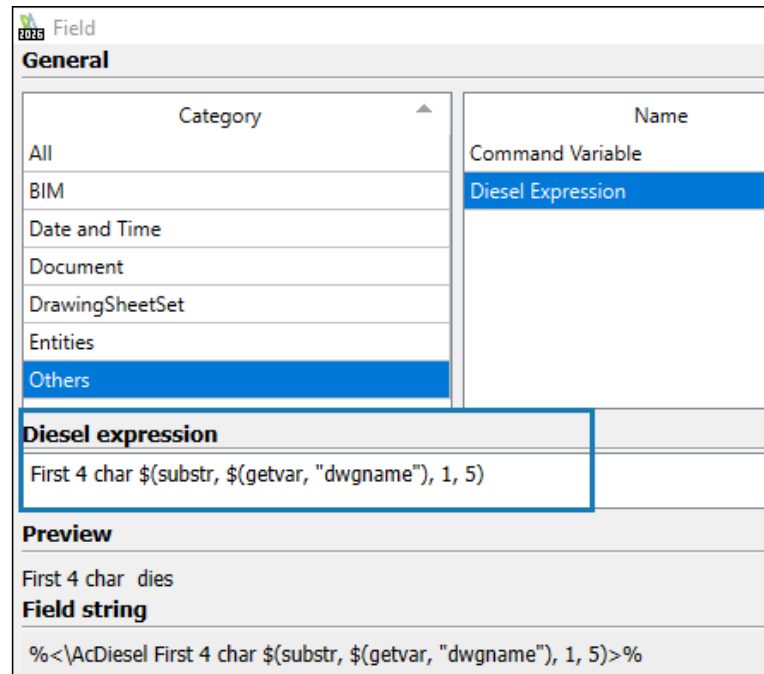 2026 Field
General
Category Name
All Command Variable
BIM Diesel Expression
Date and Time
Document
DrawingSheetSet
Entities
Others
Diesel expression
First 4 char $(substr, $(getvar, "dwgname"), 1, 5)
Preview
First 4 char  dies
Field string
%<\AcDiesel First 4 char $(substr, $(getvar, "dwgname"), 1, 5)>%